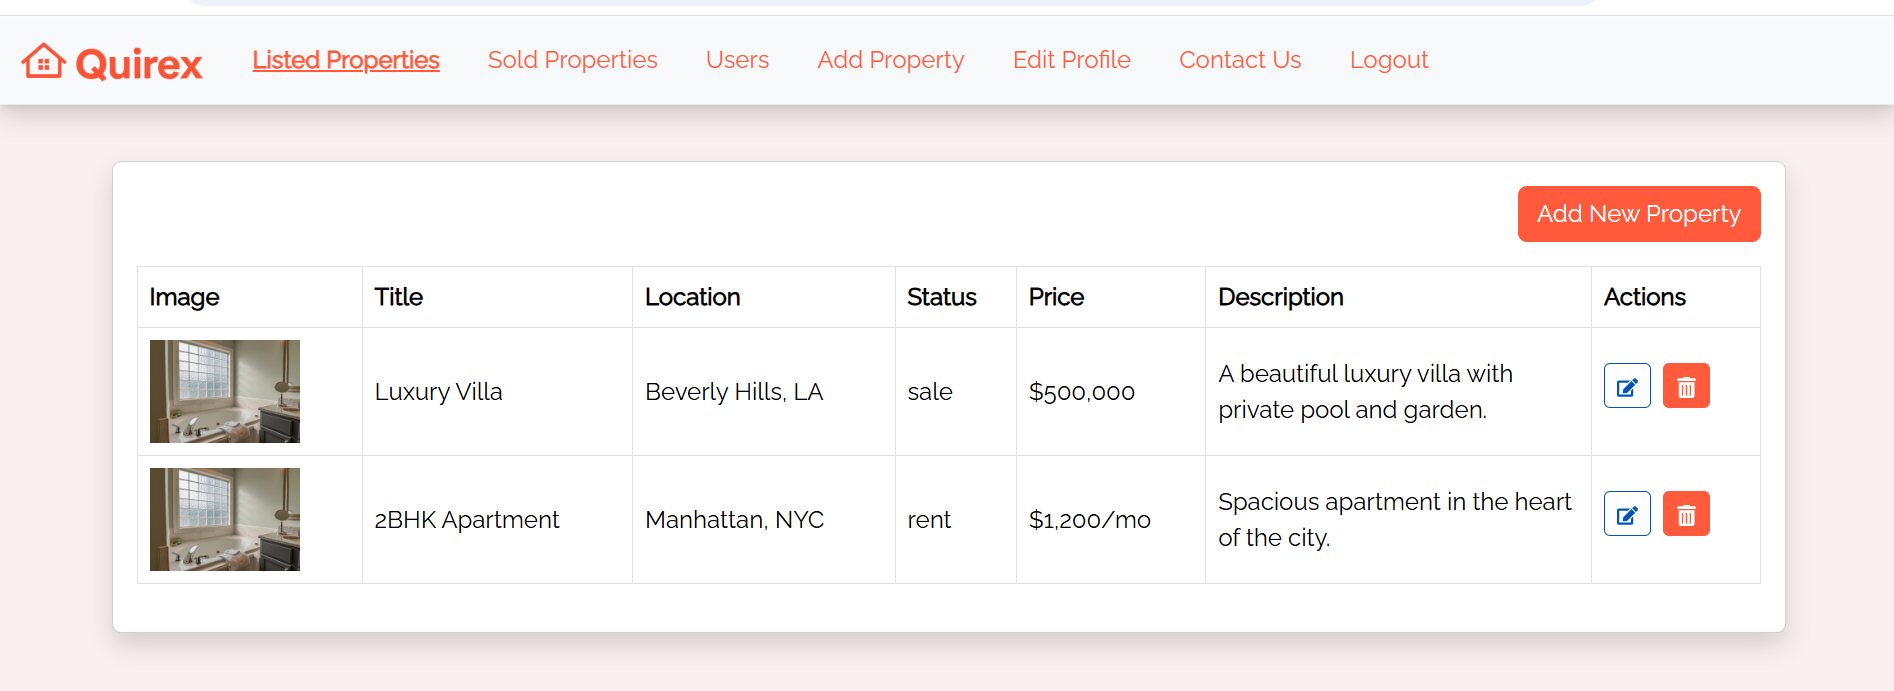 Quirex
Listed Properties
Sold Properties
Users
Add Property
Edit Profile
Contact Us
Logout
Add New Property
Image Title Location Status Price Description Actions
Luxury Villa Beverly Hills, LA sale $500,000 A beautiful luxury villa with
private pool and garden.
2BHK Apartment Manhattan, NYC rent $1,200/mo Spacious apartment in the heart
of the city.